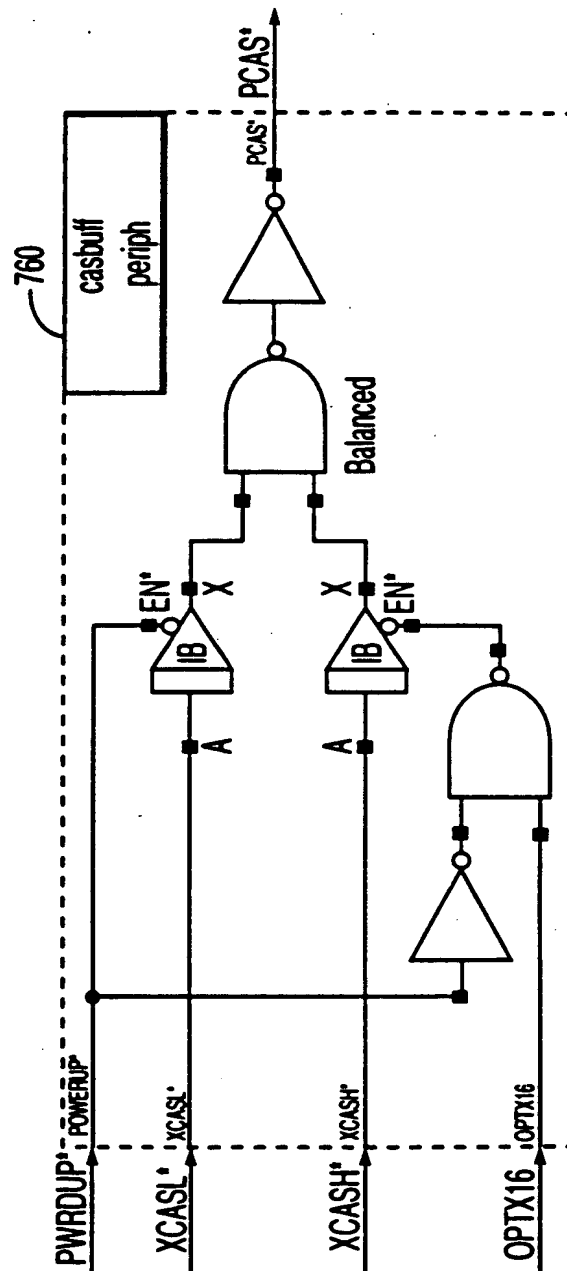 760
casbuff
periph
PWRDUP*
POWERUP*
XCASL*
XCASL*
XCASH*
XCASH*
OPTX16
OPTX16
A
IB
EN*
X
A
IB
EN*
X
Balanced
PCAS*
PCAS*